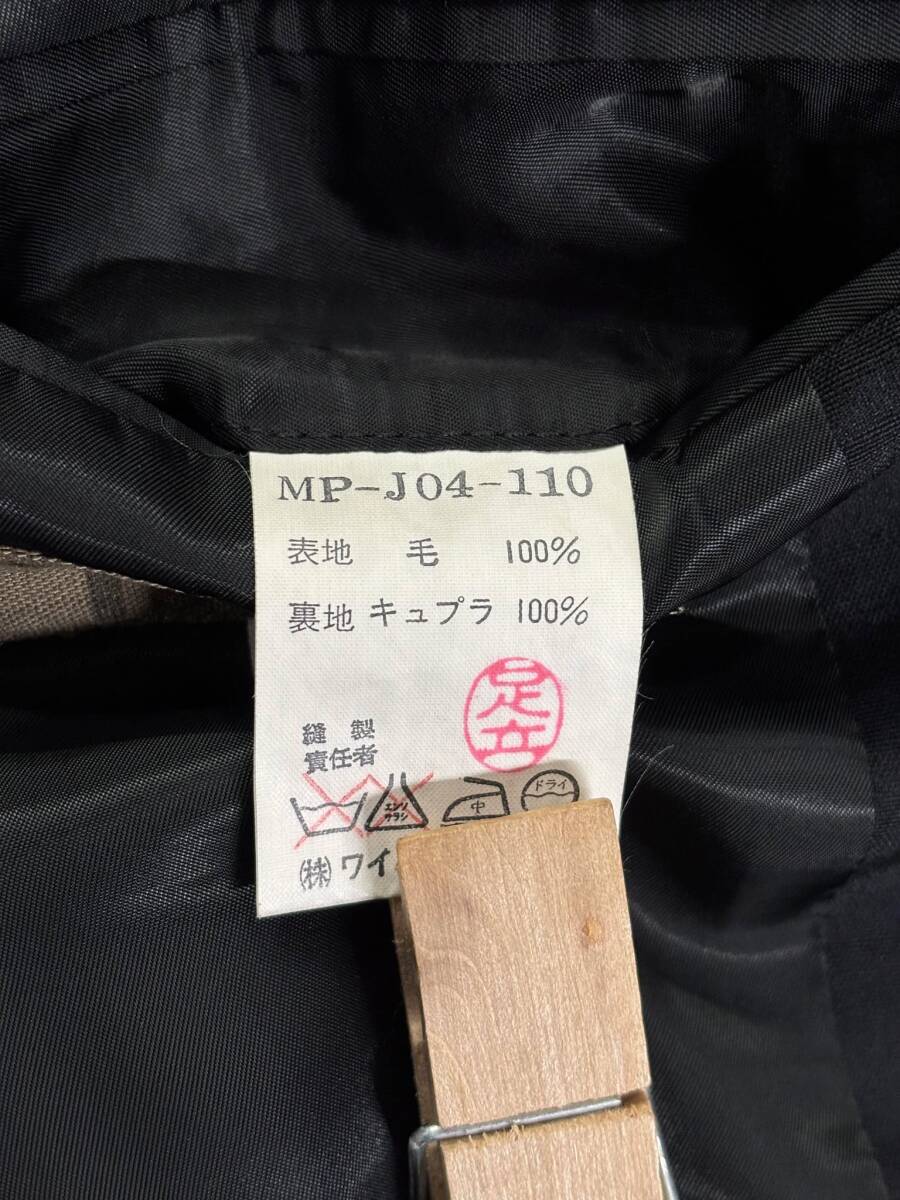 MP-J04-110
表地 毛 100%
裏地 キュプラ 100%
足立
縫製
責任者
エンソ
サラシ
中
ドライ
㈱ワイ